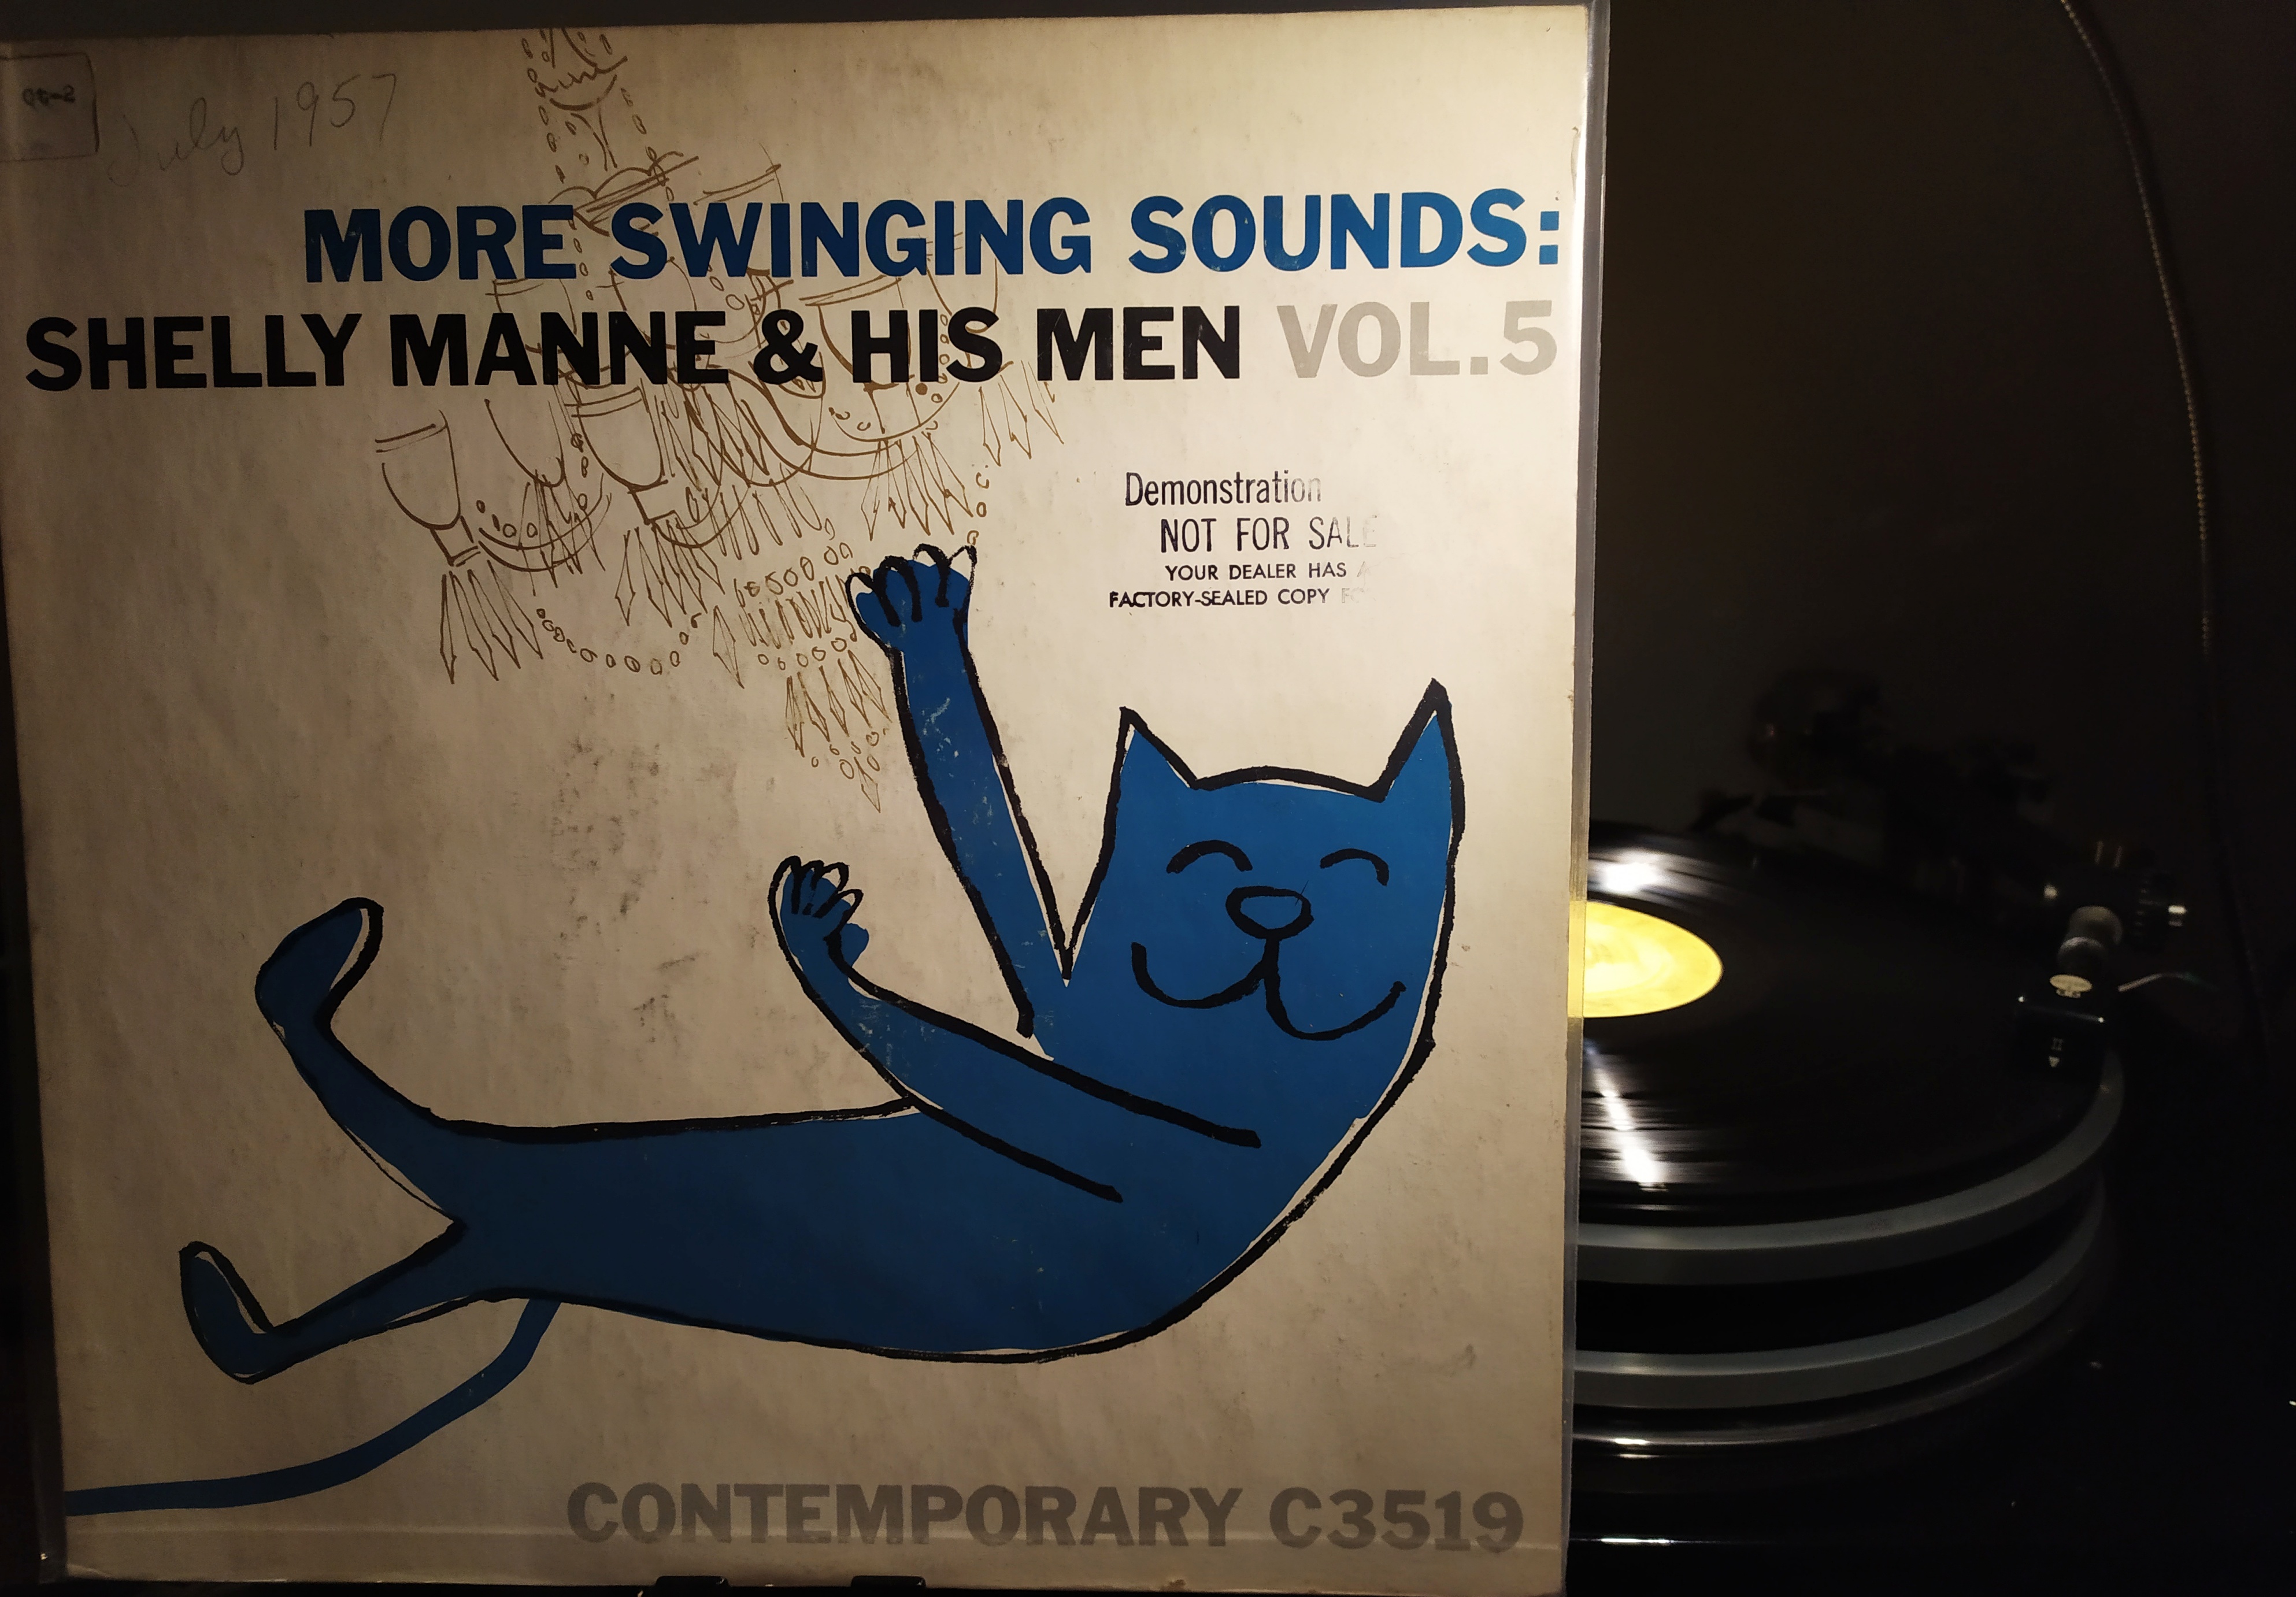 July 1957
MORE SWINGING SOUNDS:
SHELLY MANNE & HIS MEN VOL.5
Demonstration
NOT FOR SALE
YOUR DEALER HAS A
FACTORY-SEALED COPY
CONTEMPORARY C3519